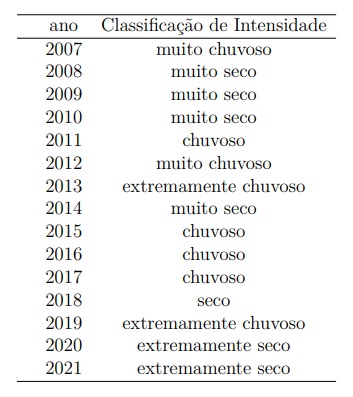 ano Classificação de Intensidade
2007 muito chuvoso
2008 muito seco
2009 muito seco
2010 muito seco
2011 chuvoso
2012 muito chuvoso
2013 extremamente chuvoso
2014 muito seco
2015 chuvoso
2016 chuvoso
2017 chuvoso
2018 seco
2019 extremamente chuvoso
2020 extremamente seco
2021 extremamente seco